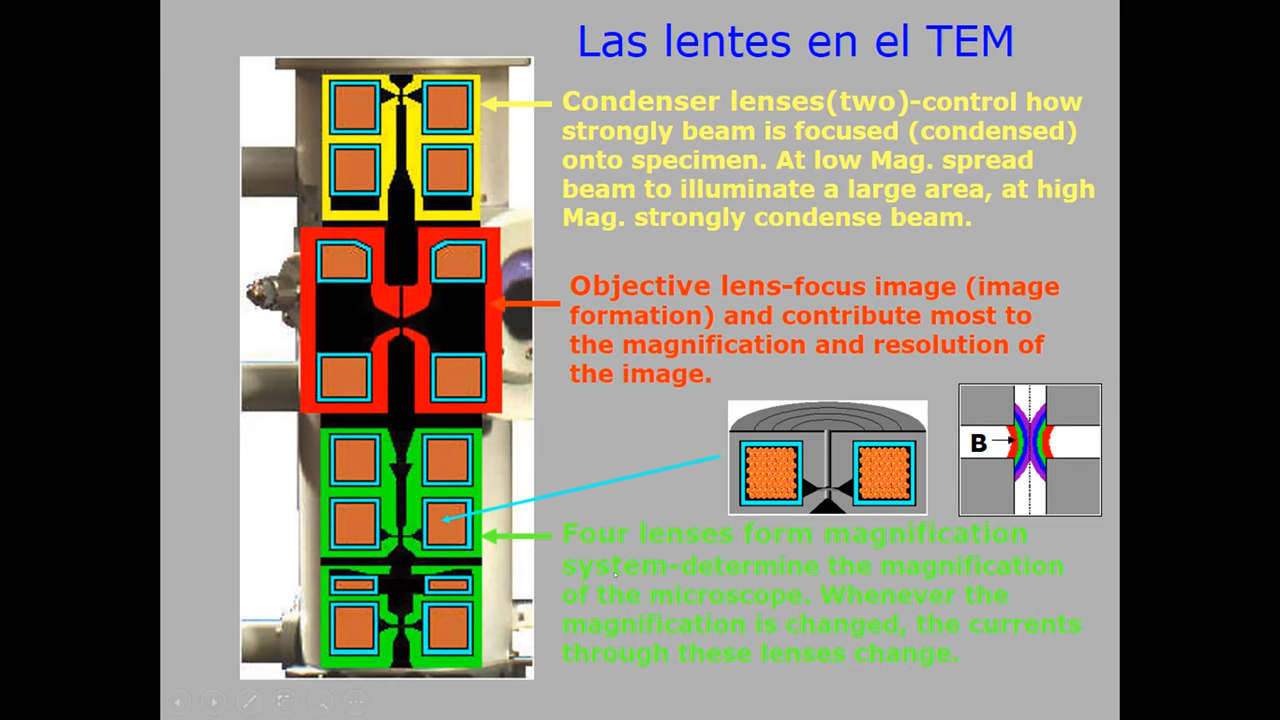 Las lentes en el TEM
Condenser lenses(two)-control how
strongly beam is focused (condensed)
onto specimen. At low Mag. spread
beam to illuminate a large area, at high
Mag. strongly condense beam.
Objective lens-focus image (image
formation) and contribute most to
the magnification and resolution of
the image.
B
Four lenses form magnification
system-determine the magnification
of the microscope. Whenever the
magnification is changed, the currents
through these lenses change.